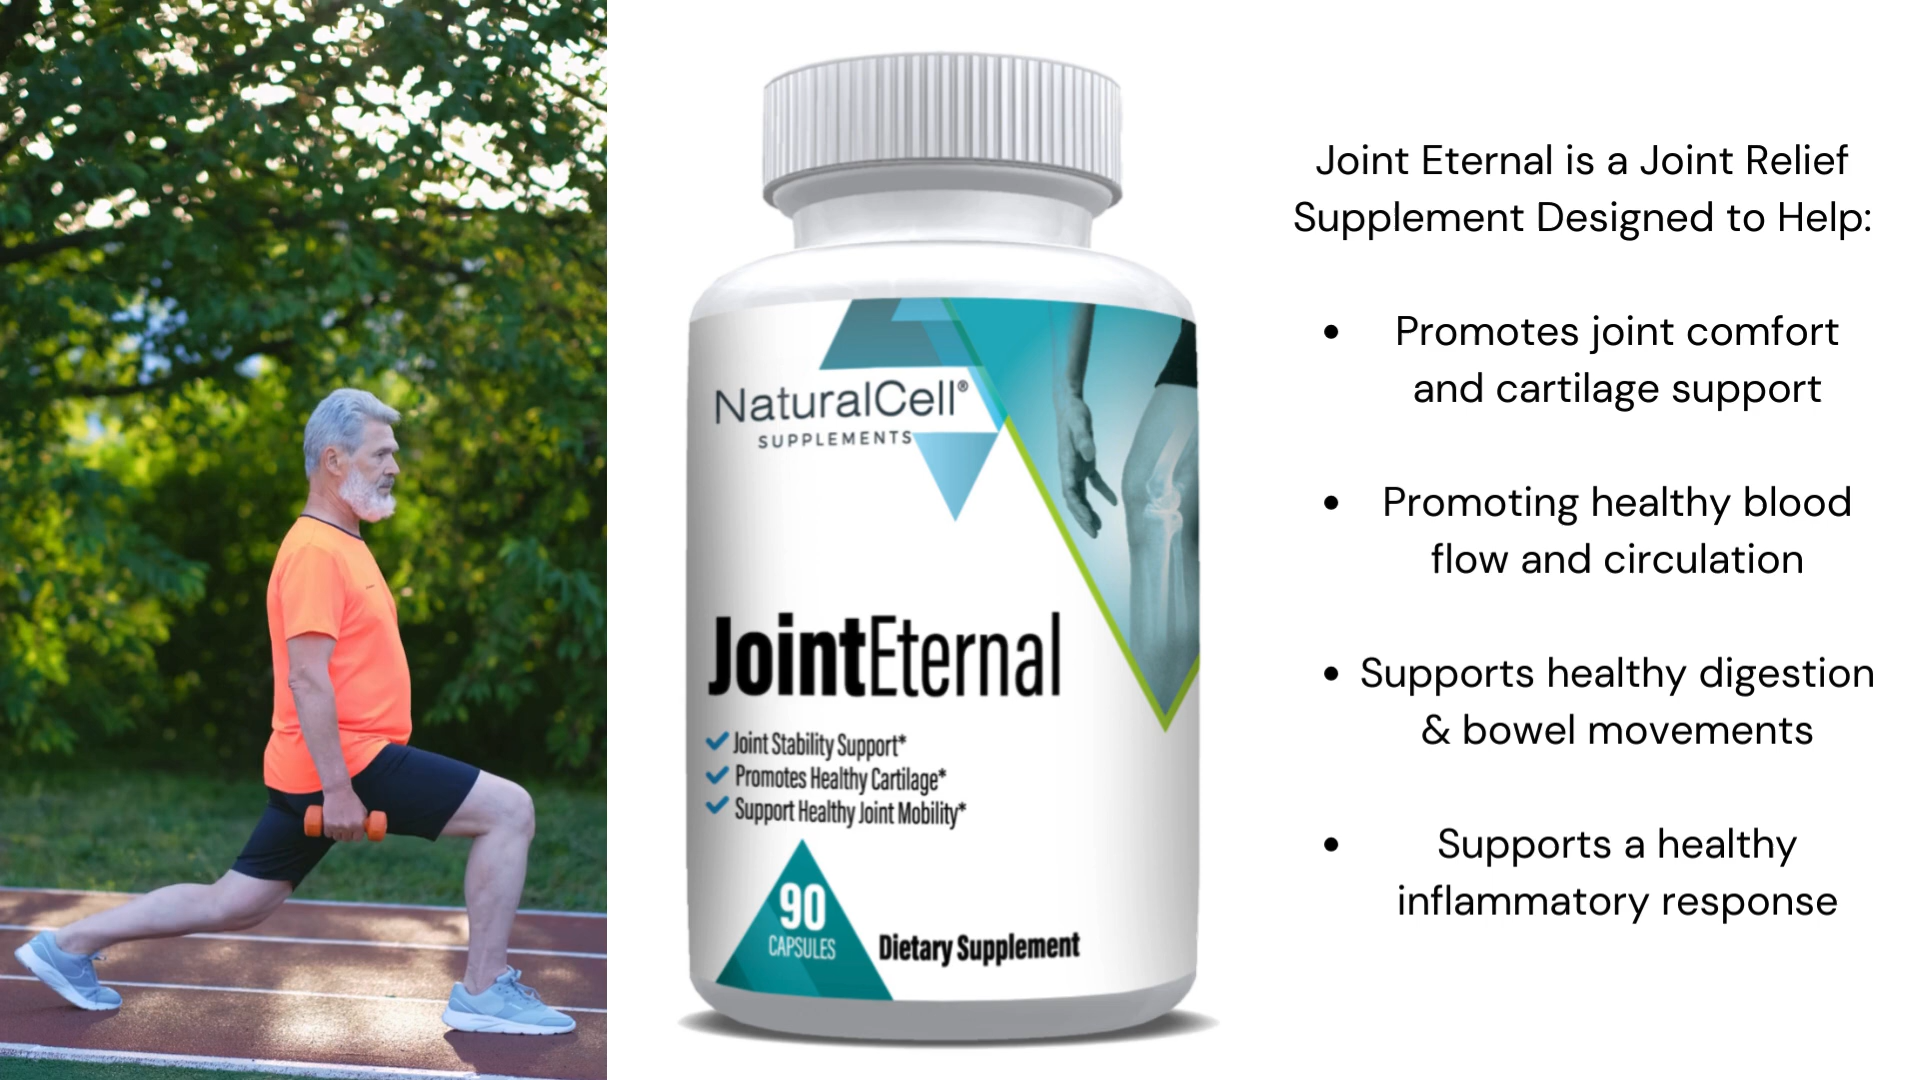 NaturalCell®
SUPPLEMENTS
JointEternal
Joint Stability Support*
Promotes Healthy Cartilage*
Support Healthy Joint Mobility*
90
CAPSULES
Dietary Supplement
Joint Eternal is a Joint Relief
Supplement Designed to Help:
• Promotes joint comfort
and cartilage support
• Promoting healthy blood
flow and circulation
• Supports healthy digestion
& bowel movements
• Supports a healthy
inflammatory response